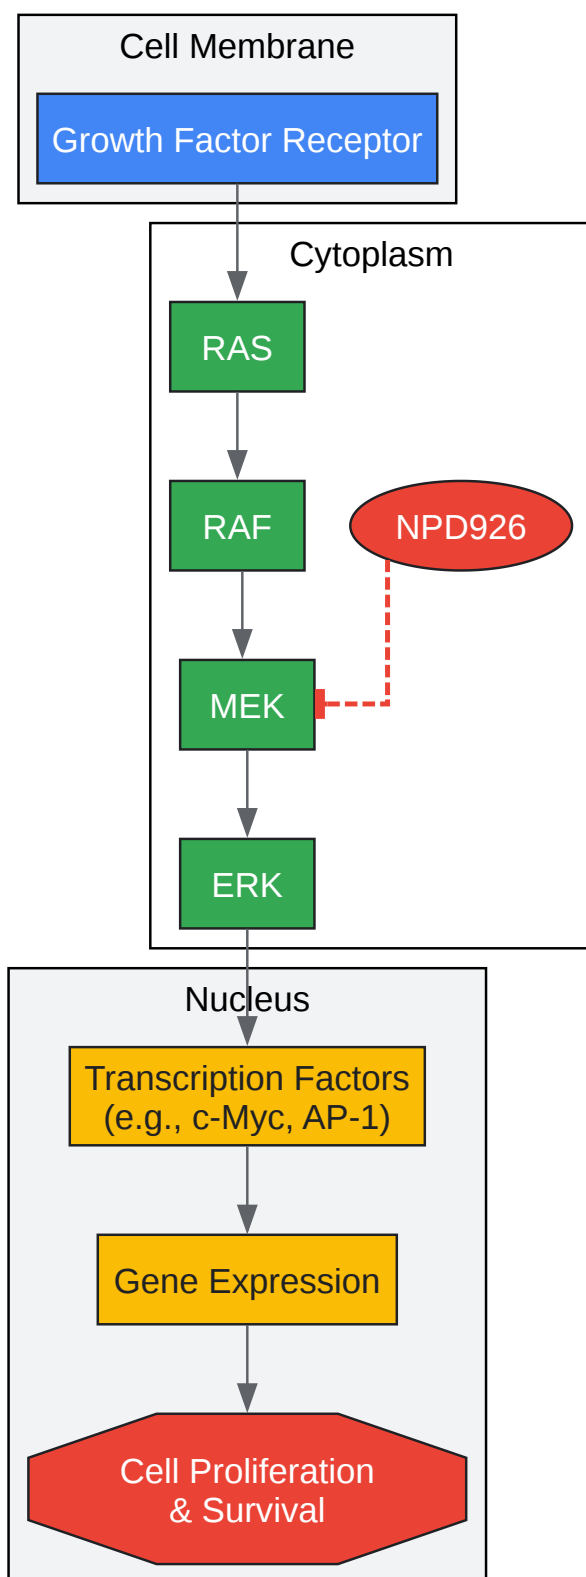 Cell Membrane
Growth Factor Receptor
Cytoplasm
RAS
RAF
NPD926
MEK
ERK
Nucleus
Transcription Factors
(e.g., c-Myc, AP-1)
Gene Expression
Cell Proliferation
& Survival